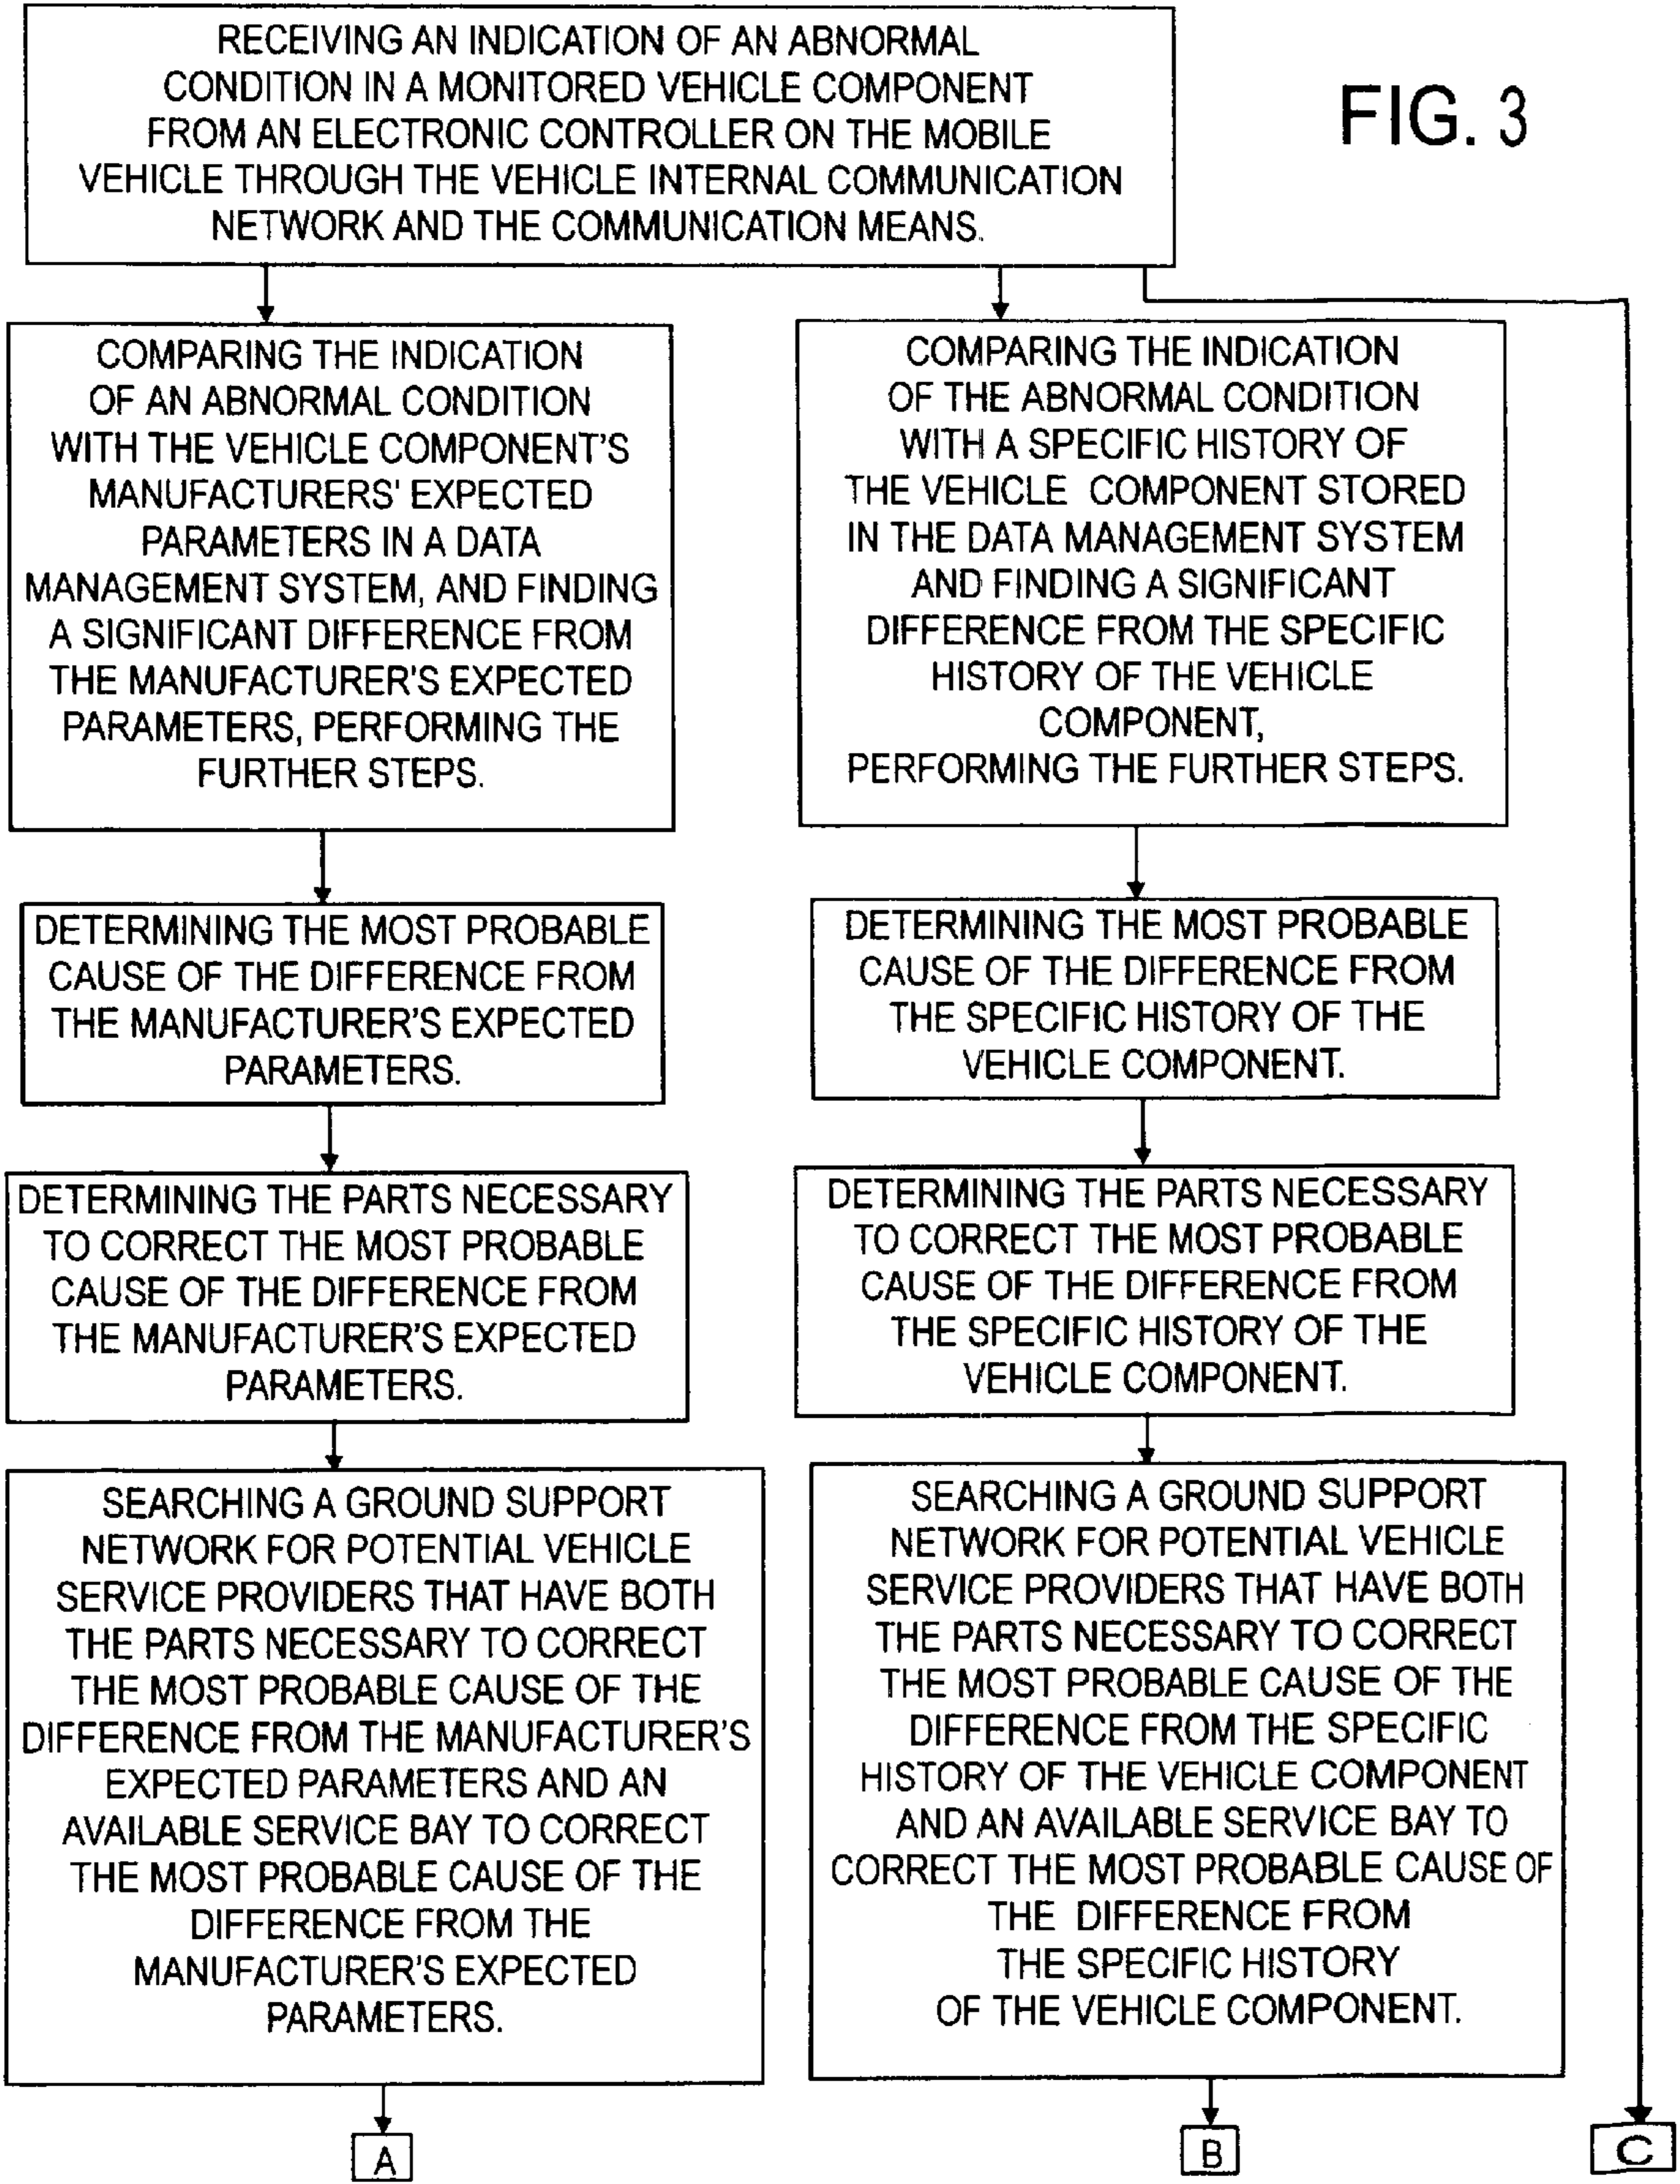 RECEIVING AN INDICATION OF AN ABNORMAL
CONDITION IN A MONITORED VEHICLE COMPONENT
FROM AN ELECTRONIC CONTROLLER ON THE MOBILE
VEHICLE THROUGH THE VEHICLE INTERNAL COMMUNICATION
NETWORK AND THE COMMUNICATION MEANS.
FIG. 3
COMPARING THE INDICATION
OF AN ABNORMAL CONDITION
WITH THE VEHICLE COMPONENT'S
MANUFACTURERS' EXPECTED
PARAMETERS IN A DATA
MANAGEMENT SYSTEM, AND FINDING
A SIGNIFICANT DIFFERENCE FROM
THE MANUFACTURER'S EXPECTED
PARAMETERS, PERFORMING THE
FURTHER STEPS.
DETERMINING THE MOST PROBABLE
CAUSE OF THE DIFFERENCE FROM
THE MANUFACTURER'S EXPECTED
PARAMETERS.
DETERMINING THE PARTS NECESSARY
TO CORRECT THE MOST PROBABLE
CAUSE OF THE DIFFERENCE FROM
THE MANUFACTURER'S EXPECTED
PARAMETERS.
SEARCHING A GROUND SUPPORT
NETWORK FOR POTENTIAL VEHICLE
SERVICE PROVIDERS THAT HAVE BOTH
THE PARTS NECESSARY TO CORRECT
THE MOST PROBABLE CAUSE OF THE
DIFFERENCE FROM THE MANUFACTURER'S
EXPECTED PARAMETERS AND AN
AVAILABLE SERVICE BAY TO CORRECT
THE MOST PROBABLE CAUSE OF THE
DIFFERENCE FROM THE
MANUFACTURER'S EXPECTED
PARAMETERS.
A
COMPARING THE INDICATION
OF THE ABNORMAL CONDITION
WITH A SPECIFIC HISTORY OF
THE VEHICLE COMPONENT STORED
IN THE DATA MANAGEMENT SYSTEM
AND FINDING A SIGNIFICANT
DIFFERENCE FROM THE SPECIFIC
HISTORY OF THE VEHICLE
COMPONENT,
PERFORMING THE FURTHER STEPS.
DETERMINING THE MOST PROBABLE
CAUSE OF THE DIFFERENCE FROM
THE SPECIFIC HISTORY OF THE
VEHICLE COMPONENT.
DETERMINING THE PARTS NECESSARY
TO CORRECT THE MOST PROBABLE
CAUSE OF THE DIFFERENCE FROM
THE SPECIFIC HISTORY OF THE
VEHICLE COMPONENT.
SEARCHING A GROUND SUPPORT
NETWORK FOR POTENTIAL VEHICLE
SERVICE PROVIDERS THAT HAVE BOTH
THE PARTS NECESSARY TO CORRECT
THE MOST PROBABLE CAUSE OF THE
DIFFERENCE FROM THE SPECIFIC
HISTORY OF THE VEHICLE COMPONENT
AND AN AVAILABLE SERVICE BAY TO
CORRECT THE MOST PROBABLE CAUSE OF
THE DIFFERENCE FROM
THE SPECIFIC HISTORY
OF THE VEHICLE COMPONENT.
B
C